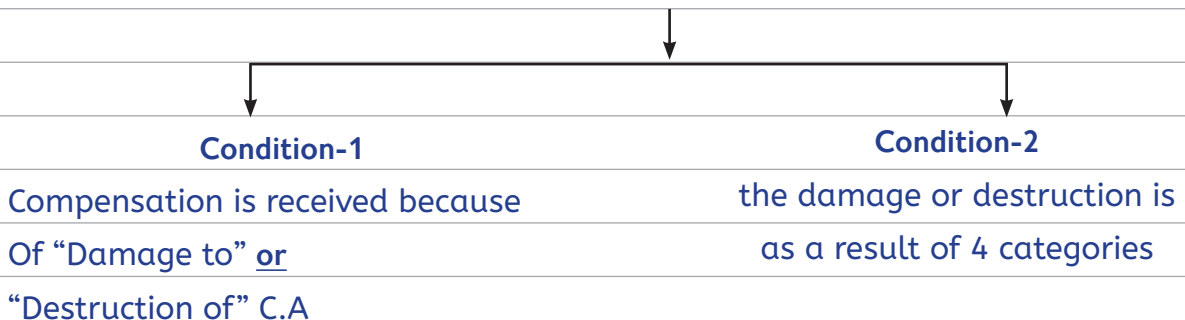 Condition-1
Compensation is received because
Of “Damage to” or
“Destruction of” C.A
Condition-2
the damage or destruction is
as a result of 4 categories